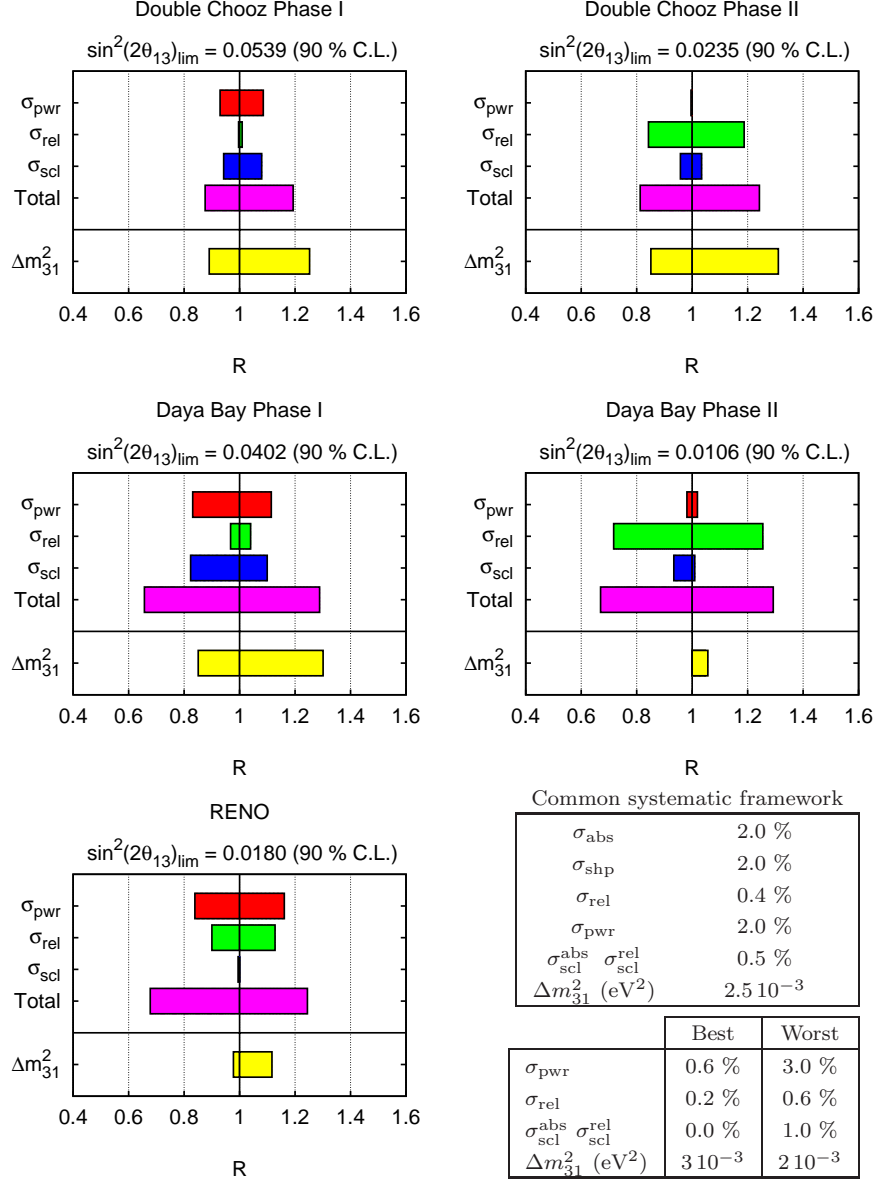 Double Chooz Phase I
sin²(2θ₁₃)lim = 0.0539 (90 % C.L.)
σpwr
σrel
σscl
Total
Δm²₃₁
0.4 0.6 0.8 1 1.2 1.4 1.6
R
Double Chooz Phase II
sin²(2θ₁₃)lim = 0.0235 (90 % C.L.)
σpwr
σrel
σscl
Total
Δm²₃₁
0.4 0.6 0.8 1 1.2 1.4 1.6
R
Daya Bay Phase I
sin²(2θ₁₃)lim = 0.0402 (90 % C.L.)
σpwr
σrel
σscl
Total
Δm²₃₁
0.4 0.6 0.8 1 1.2 1.4 1.6
R
Daya Bay Phase II
sin²(2θ₁₃)lim = 0.0106 (90 % C.L.)
σpwr
σrel
σscl
Total
Δm²₃₁
0.4 0.6 0.8 1 1.2 1.4 1.6
R
RENO
sin²(2θ₁₃)lim = 0.0180 (90 % C.L.)
σpwr
σrel
σscl
Total
Δm²₃₁
0.4 0.6 0.8 1 1.2 1.4 1.6
R
Common systematic framework
σabs 2.0 %
σshp 2.0 %
σrel 0.4 %
σpwr 2.0 %
σabsscl σrelscl 0.5 %
Δm²₃₁ (eV²) 2.5 10⁻³
Best Worst
σpwr 0.6 % 3.0 %
σrel 0.2 % 0.6 %
σabsscl σrelscl 0.0 % 1.0 %
Δm²₃₁ (eV²) 3 10⁻³ 2 10⁻³